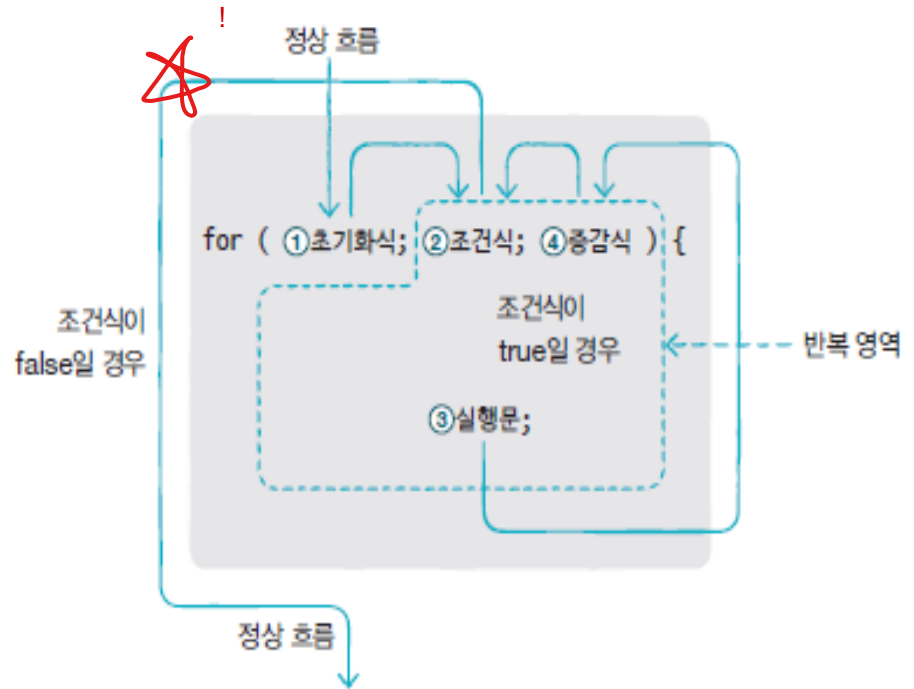 !
정상 흐름
for ( ①초기화식; ②조건식; ④증감식 ) {
조건식이
false일 경우
조건식이
true일 경우
반복 영역
③실행문;
정상 흐름